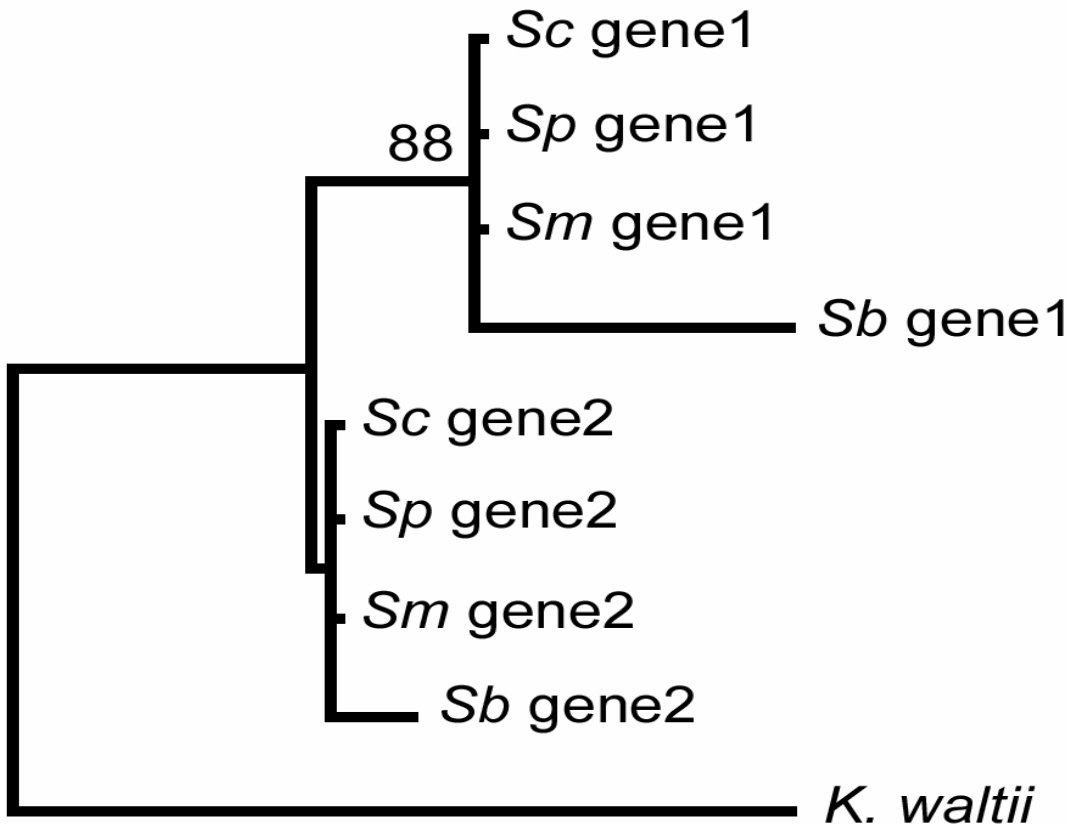 Sc gene1
88
Sp gene1
Sm gene1
Sb gene1
Sc gene2
Sp gene2
Sm gene2
Sb gene2
K. waltii